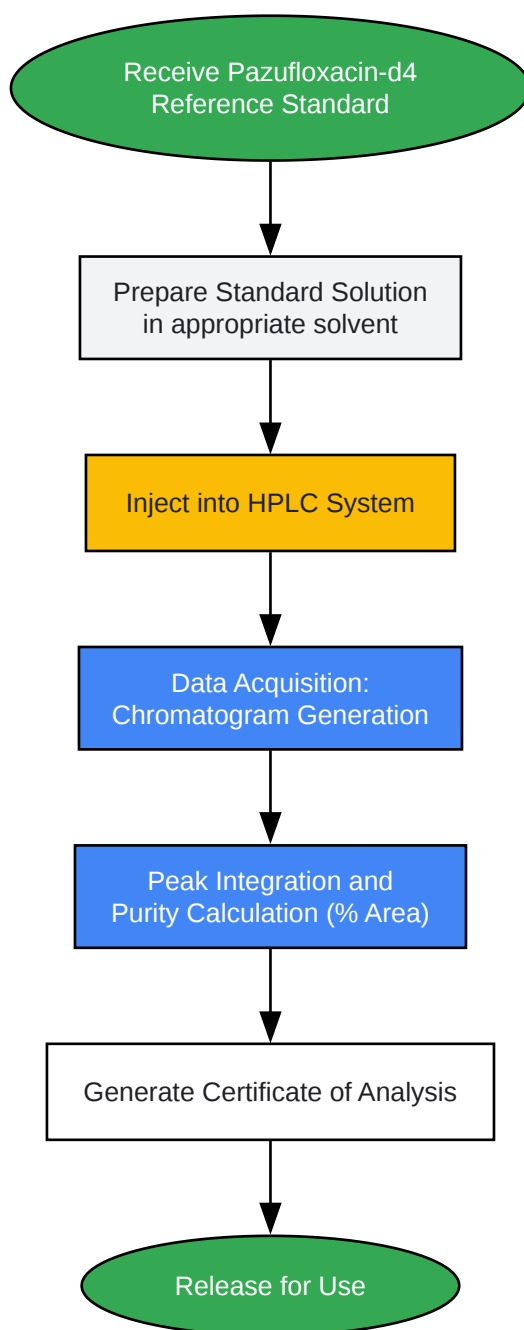 Receive Pazufloxacin-d4
Reference Standard
Prepare Standard Solution
in appropriate solvent
Inject into HPLC System
Data Acquisition:
Chromatogram Generation
Peak Integration and
Purity Calculation (% Area)
Generate Certificate of Analysis
Release for Use